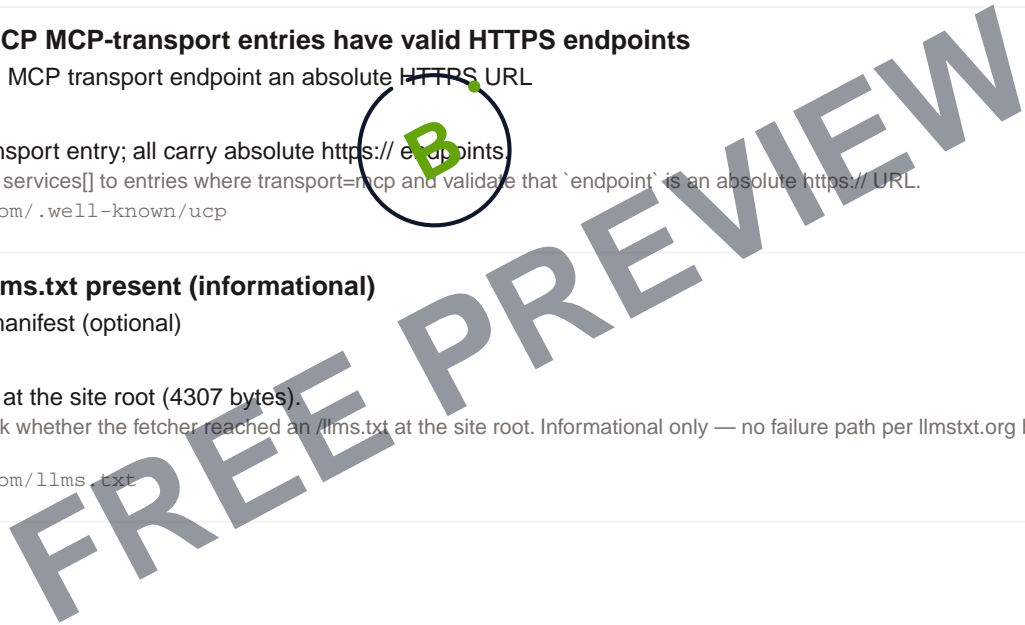 CP MCP-transport entries have valid HTTPS endpoints
MCP transport endpoint an absolute HTTPS URL
nsport entry; all carry absolute https:// endpoints.
services[] to entries where transport=mcp and validate that `endpoint` is an absolute https:// URL.
om/.well-known/ucp
B
ms.txt present (informational)
manifest (optional)
at the site root (4307 bytes).
k whether the fetcher reached an /llms.txt at the site root. Informational only — no failure path per llmstxt.org
om/llms.txt
FREE PREVIEW